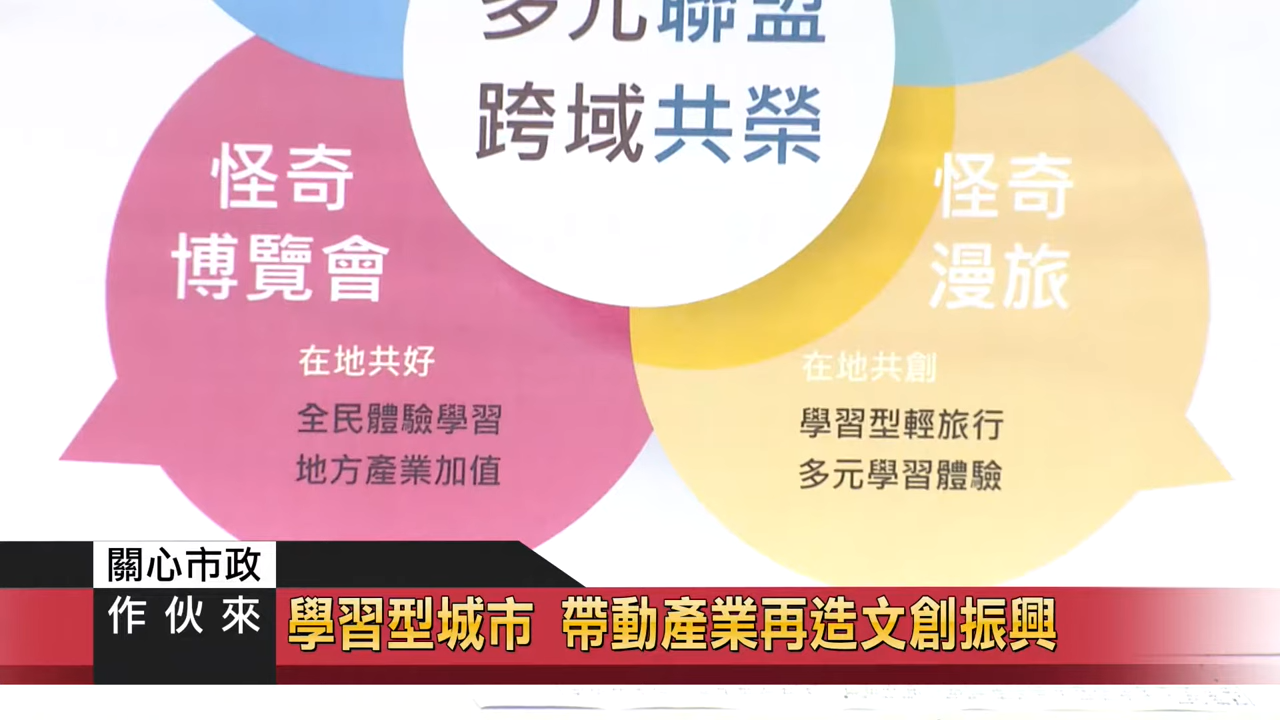 多元聯盟
跨域共榮
怪奇
博覽會
在地共好
全民體驗學習
地方產業加值
怪奇
漫旅
在地共創
學習型輕旅行
多元學習體驗
關心市政
作伙來
學習型城市 帶動產業再造文創振興